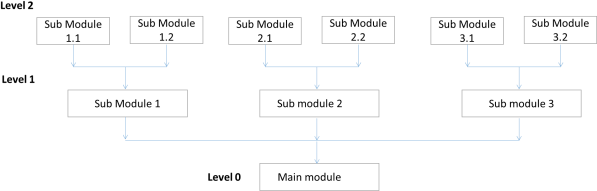 Level 2
Sub Module
1.1
Sub Module
1.2
Sub Module
2.1
Sub Module
2.2
Sub Module
3.1
Sub Module
3.2
Level 1
Sub Module 1
Sub module 2
Sub module 3
Level 0
Main module